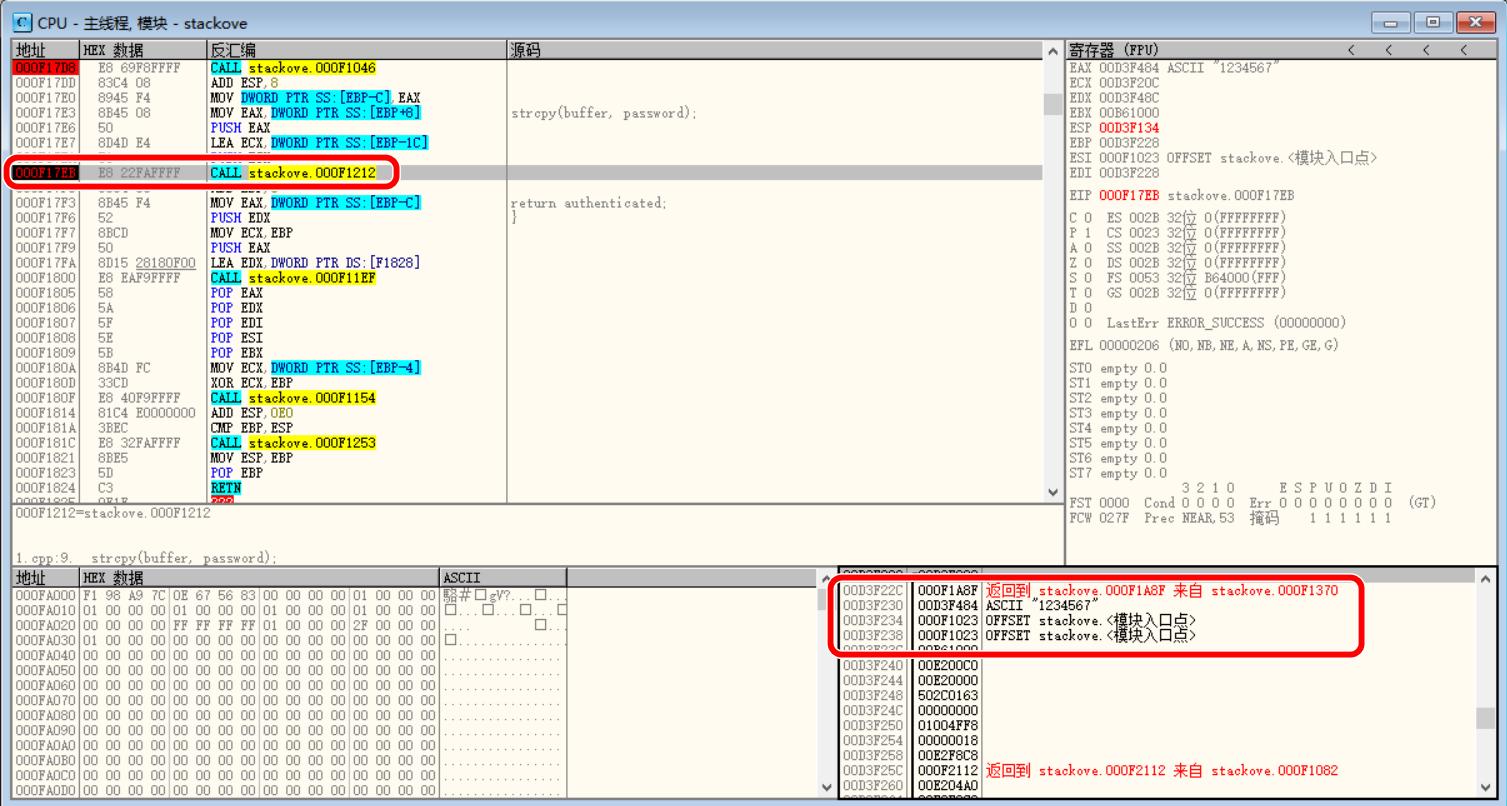 CPU - 主线程, 模块 - stackove
地址 HEX 数据 反汇编 源码
000F17D8 E8 69F8FFFF CALL stackove.000F1046
000F17DD 83C4 08 ADD ESP,8
000F17E0 8945 F4 MOV DWORD PTR SS:[EBP-C],EAX
000F17E3 8B45 08 MOV EAX,DWORD PTR SS:[EBP+8] strcpy(buffer, password);
000F17E6 50 PUSH EAX
000F17E7 8D4D E4 LEA ECX,DWORD PTR SS:[EBP-1C]
000F17EB E8 22FAFFFF CALL stackove.000F1212
000F17F3 8B45 F4 MOV EAX,DWORD PTR SS:[EBP-C] return authenticated;
000F17F6 52 PUSH EDX }
000F17F7 8BCD MOV ECX,EBP
000F17F9 50 PUSH EAX
000F17FA 8D15 28180F00 LEA EDX,DWORD PTR DS:[F1828]
000F1800 E8 EAF9FFFF CALL stackove.000F11EF
000F1805 58 POP EAX
000F1806 5A POP EDX
000F1807 5F POP EDI
000F1808 5E POP ESI
000F1809 5B POP EBX
000F180A 8B4D FC MOV ECX,DWORD PTR SS:[EBP-4]
000F180D 33CD XOR ECX,EBP
000F180F E8 40F9FFFF CALL stackove.000F1154
000F1814 81C4 E0000000 ADD ESP,0E0
000F181A 3BEC CMP EBP,ESP
000F181C E8 32FAFFFF CALL stackove.000F1253
000F1821 8BE5 MOV ESP,EBP
000F1823 5D POP EBP
000F1824 C3 RETN
000F1212=stackove.000F1212
1.cpp:9. strcpy(buffer, password);
寄存器 (FPU) < < < <
EAX 00D3F484 ASCII "1234567"
ECX 00D3F20C
EDX 00D3F48C
EBX 00B61000
ESP 00D3F134
EBP 00D3F228
ESI 000F1023 OFFSET stackove.<模块入口点>
EDI 00D3F228
EIP 000F17EB stackove.000F17EB
C 0 ES 002B 32位 0(FFFFFFFF)
P 1 CS 0023 32位 0(FFFFFFFF)
A 0 SS 002B 32位 0(FFFFFFFF)
Z 0 DS 002B 32位 0(FFFFFFFF)
S 0 FS 0053 32位 B64000(FFF)
T 0 GS 002B 32位 0(FFFFFFFF)
D 0
O 0 LastErr ERROR_SUCCESS (00000000)
EFL 00000206 (NO,NB,NE,A,NS,PE,GE,G)
ST0 empty 0.0
ST1 empty 0.0
ST2 empty 0.0
ST3 empty 0.0
ST4 empty 0.0
ST5 empty 0.0
ST6 empty 0.0
ST7 empty 0.0
3 2 1 0 E S P U O Z D I
FST 0000 Cond 0 0 0 0 Err 0 0 0 0 0 0 0 0 (GT)
FCW 027F Prec NEAR,53 掩码 1 1 1 1 1 1
地址 HEX 数据 ASCII
000FA000 F1 98 A9 7C 0E 67 56 83 00 00 00 00 01 00 00 00
000FA010 01 00 00 00 01 00 00 00 01 00 00 00 01 00 00 00
000FA020 00 00 00 00 FF FF FF FF 01 00 00 00 2F 00 00 00
000FA030 01 00 00 00 00 00 00 00 00 00 00 00 00 00 00 00
000FA040 00 00 00 00 00 00 00 00 00 00 00 00 00 00 00 00 ................
000FA050 00 00 00 00 00 00 00 00 00 00 00 00 00 00 00 00 ................
000FA060 00 00 00 00 00 00 00 00 00 00 00 00 00 00 00 00 ................
000FA070 00 00 00 00 00 00 00 00 00 00 00 00 00 00 00 00 ................
000FA080 00 00 00 00 00 00 00 00 00 00 00 00 00 00 00 00 ................
000FA090 00 00 00 00 00 00 00 00 00 00 00 00 00 00 00 00 ................
000FA0A0 00 00 00 00 00 00 00 00 00 00 00 00 00 00 00 00 ................
000FA0B0 00 00 00 00 00 00 00 00 00 00 00 00 00 00 00 00 ................
000FA0C0 00 00 00 00 00 00 00 00 00 00 00 00 00 00 00 00 ................
000FA0D0 00 00 00 00 00 00 00 00 00 00 00 00 00 00 00 00 ................
00D3F22C 000F1A8F 返回到 stackove.000F1A8F 来自 stackove.000F1370
00D3F230 00D3F484 ASCII "1234567"
00D3F234 000F1023 OFFSET stackove.<模块入口点>
00D3F238 000F1023 OFFSET stackove.<模块入口点>
00D3F23C 00B61000
00D3F240 00E200C0
00D3F244 00E20000
00D3F248 502C0163
00D3F24C 00000000
00D3F250 01004FF8
00D3F254 00000018
00D3F258 00E2F8C8
00D3F25C 000F2112 返回到 stackove.000F2112 来自 stackove.000F1082
00D3F260 00E204A0